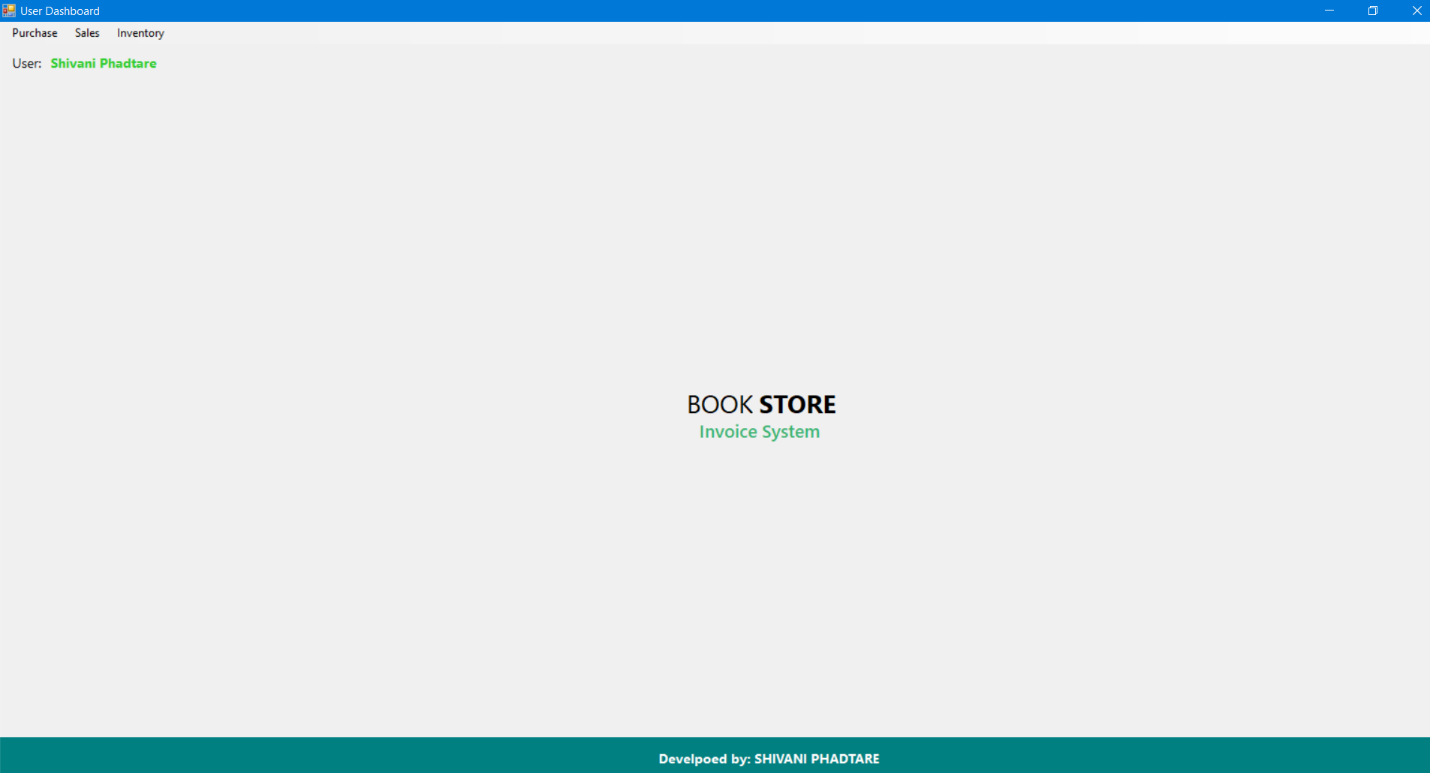 User Dashboard
Purchase Sales Inventory
User: Shivani Phadtare
BOOK STORE
Invoice System
Develpoed by: SHIVANI PHADTARE